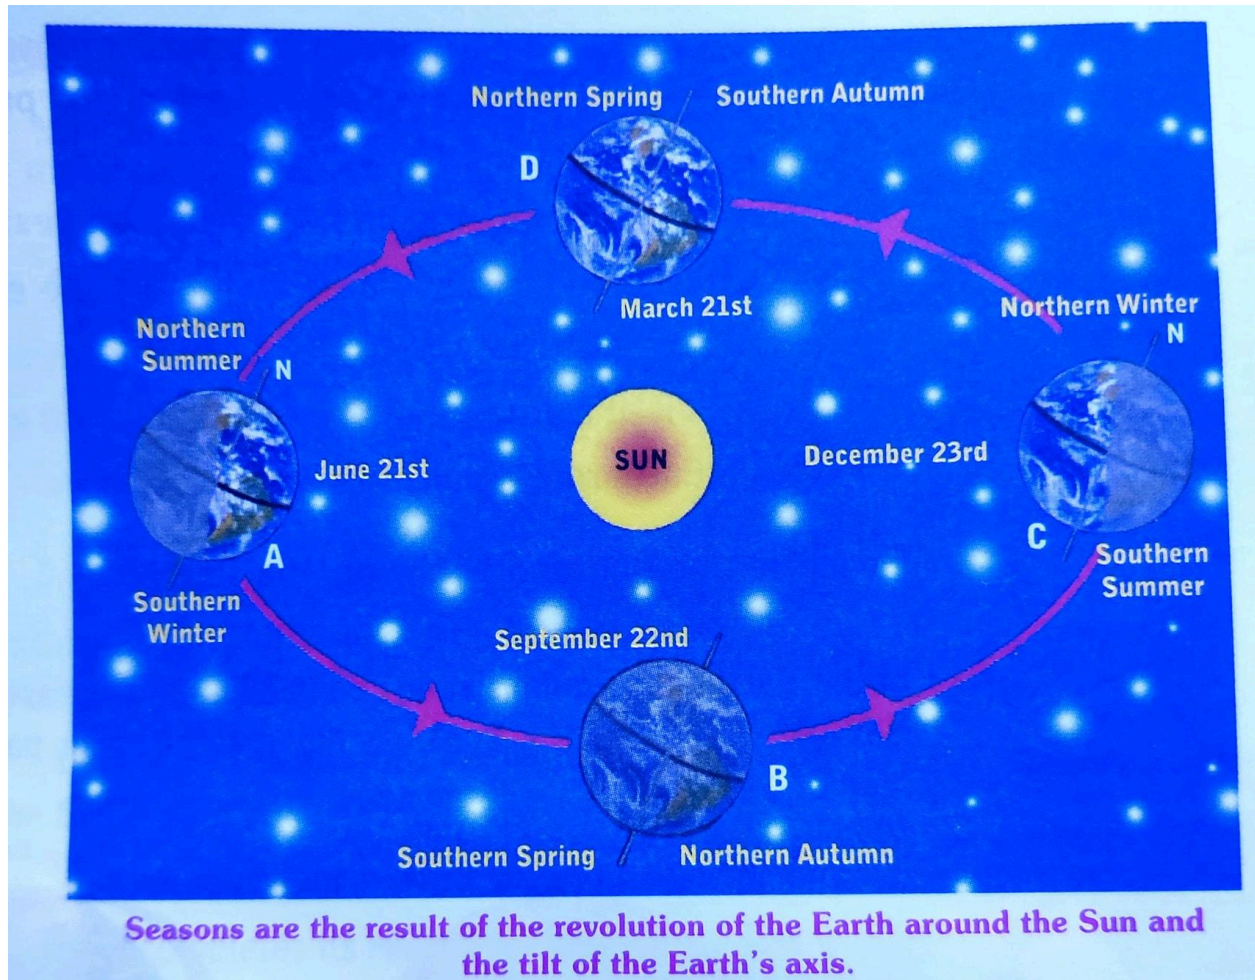 Northern Spring
Southern Autumn
D
March 21st
Northern Winter
N
Northern
Summer
N
June 21st
SUN
December 23rd
A
C
Southern
Summer
Southern
Winter
September 22nd
B
Southern Spring
Northern Autumn
Seasons are the result of the revolution of the Earth around the Sun and
the tilt of the Earth's axis.